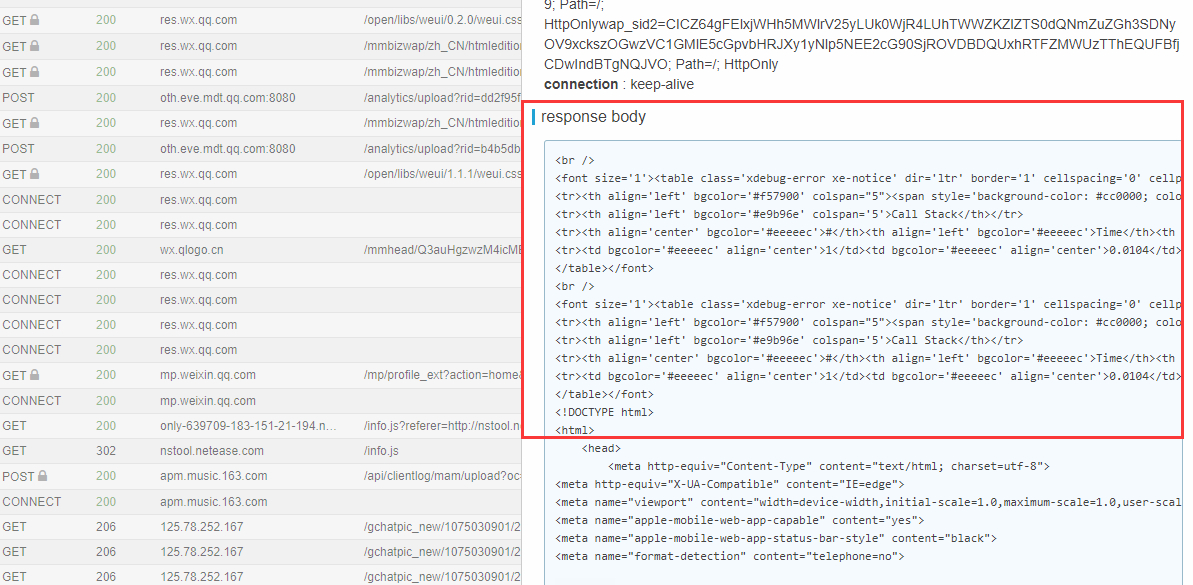 GET 200 res.wx.qq.com /open/libs/weui/0.2.0/weui.css
GET 200 res.wx.qq.com /mmbizwap/zh_CN/htmledition
GET 200 res.wx.qq.com /mmbizwap/zh_CN/htmledition
POST 200 oth.eve.mdt.qq.com:8080 /analytics/upload?rid=dd2f95f
GET 200 res.wx.qq.com /mmbizwap/zh_CN/htmledition
POST 200 oth.eve.mdt.qq.com:8080 /analytics/upload?rid=b4b5db
GET 200 res.wx.qq.com /open/libs/weui/1.1.1/weui.css
CONNECT 200 res.wx.qq.com
CONNECT 200 res.wx.qq.com
GET 200 wx.qlogo.cn /mmhead/Q3auHgzwzM4icME
CONNECT 200 res.wx.qq.com
CONNECT 200 res.wx.qq.com
CONNECT 200 res.wx.qq.com
CONNECT 200 res.wx.qq.com
GET 200 mp.weixin.qq.com /mp/profile_ext?action=home&
CONNECT 200 mp.weixin.qq.com
GET 200 only-639709-183-151-21-194.n... /info.js?referer=http://nstool.n
GET 302 nstool.netease.com /info.js
POST 200 apm.music.163.com /api/clientlog/mam/upload?oc=
CONNECT 200 apm.music.163.com
GET 206 125.78.252.167 /gchatpic_new/1075030901/2
GET 206 125.78.252.167 /gchatpic_new/1075030901/2
GET 206 125.78.252.167 /gchatpic_new/1075030901/2
9; Path=/;
HttpOnlywap_sid2=CICZ64gFElxjWHh5MWlrV25yLUk0WjR4LUhTWWZKZlZTS0dQNmZuZGh3SDNy
OV9xckszOGwzVC1GMlE5cGpvbHRJXy1yNlp5NEE2cG90SjROVDBDQUxhRTFZMWUzTThEQUFBfj
CDwIndBTgNQJVO; Path=/; HttpOnly
connection : keep-alive
response body
<br />
<font size='1'><table class='xdebug-error xe-notice' dir='ltr' border='1' cellspacing='0' cellp
<tr><th align='left' bgcolor='#f57900' colspan="5"><span style='background-color: #cc0000; colo
<tr><th align='left' bgcolor='#e9b96e' colspan='5'>Call Stack</th></tr>
<tr><th align='center' bgcolor='#eeeeec'>#</th><th align='left' bgcolor='#eeeeec'>Time</th><th
<tr><td bgcolor='#eeeeec' align='center'>1</td><td bgcolor='#eeeeec' align='center'>0.0104</td>
</table></font>
<br />
<font size='1'><table class='xdebug-error xe-notice' dir='ltr' border='1' cellspacing='0' cellp
<tr><th align='left' bgcolor='#f57900' colspan="5"><span style='background-color: #cc0000; colo
<tr><th align='left' bgcolor='#e9b96e' colspan='5'>Call Stack</th></tr>
<tr><th align='center' bgcolor='#eeeeec'>#</th><th align='left' bgcolor='#eeeeec'>Time</th><th
<tr><td bgcolor='#eeeeec' align='center'>1</td><td bgcolor='#eeeeec' align='center'>0.0104</td>
</table></font>
<!DOCTYPE html>
<html>
<head>
<meta http-equiv="Content-Type" content="text/html; charset=utf-8">
<meta http-equiv="X-UA-Compatible" content="IE=edge">
<meta name="viewport" content="width=device-width,initial-scale=1.0,maximum-scale=1.0,user-scal
<meta name="apple-mobile-web-app-capable" content="yes">
<meta name="apple-mobile-web-app-status-bar-style" content="black">
<meta name="format-detection" content="telephone=no">